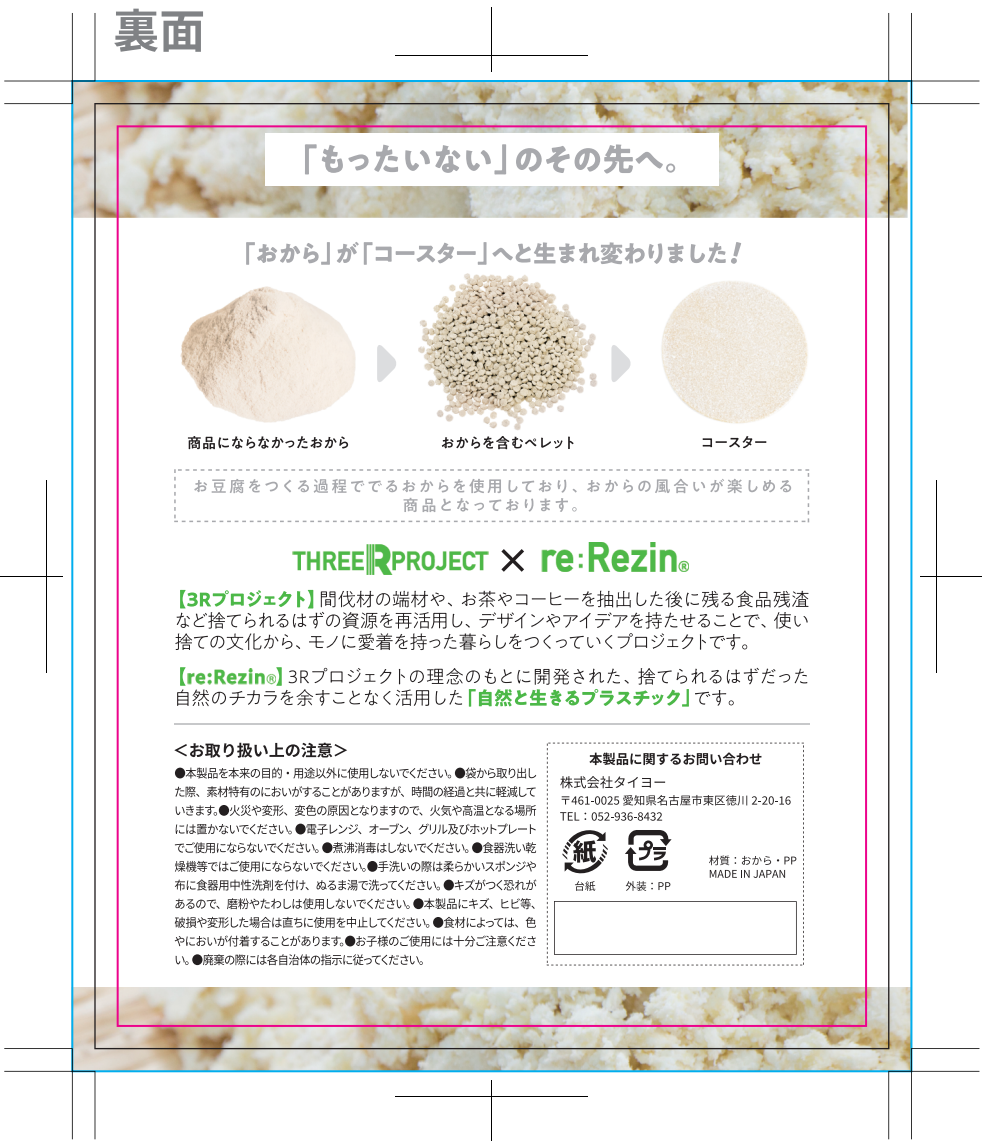 裏面
「もったいない」のその先へ。
「おから」が「コースター」へと生まれ変わりました！
商品にならなかったおから
おからを含むペレット
コースター
お豆腐をつくる過程ででるおからを使用しており、おからの風合いが楽しめる
商品となっております。
THREE R PROJECT × re:Rezin®
【3Rプロジェクト】間伐材の端材や、お茶やコーヒーを抽出した後に残る食品残渣
など捨てられるはずの資源を再活用し、デザインやアイデアを持たせることで、使い
捨ての文化から、モノに愛着を持った暮らしをつくっていくプロジェクトです。
【re:Rezin®】3Rプロジェクトの理念のもとに開発された、捨てられるはずだった
自然のチカラを余すことなく活用した「自然と生きるプラスチック」です。
＜お取り扱い上の注意＞
●本製品を本来の目的・用途以外に使用しないでください。●袋から取り出し
た際、素材特有のにおいがすることがありますが、時間の経過と共に軽減して
いきます。●火災や変形、変色の原因となりますので、火気や高温となる場所
には置かないでください。●電子レンジ、オーブン、グリル及びホットプレート
でご使用にならないでください。●煮沸消毒はしないでください。●食器洗い乾
燥機等ではご使用にならないでください。●手洗いの際は柔らかいスポンジや
布に食器用中性洗剤を付け、ぬるま湯で洗ってください。●キズがつく恐れが
あるので、磨粉やたわしは使用しないでください。●本製品にキズ、ヒビ等、
破損や変形した場合は直ちに使用を中止してください。●食材によっては、色
やにおいが付着することがあります。●お子様のご使用には十分ご注意くださ
い。●廃棄の際には各自治体の指示に従ってください。
本製品に関するお問い合わせ
株式会社タイヨー
〒461-0025 愛知県名古屋市東区徳川 2-20-16
TEL：052-936-8432
紙
プラ
台紙
外装：PP
材質：おから・PP
MADE IN JAPAN